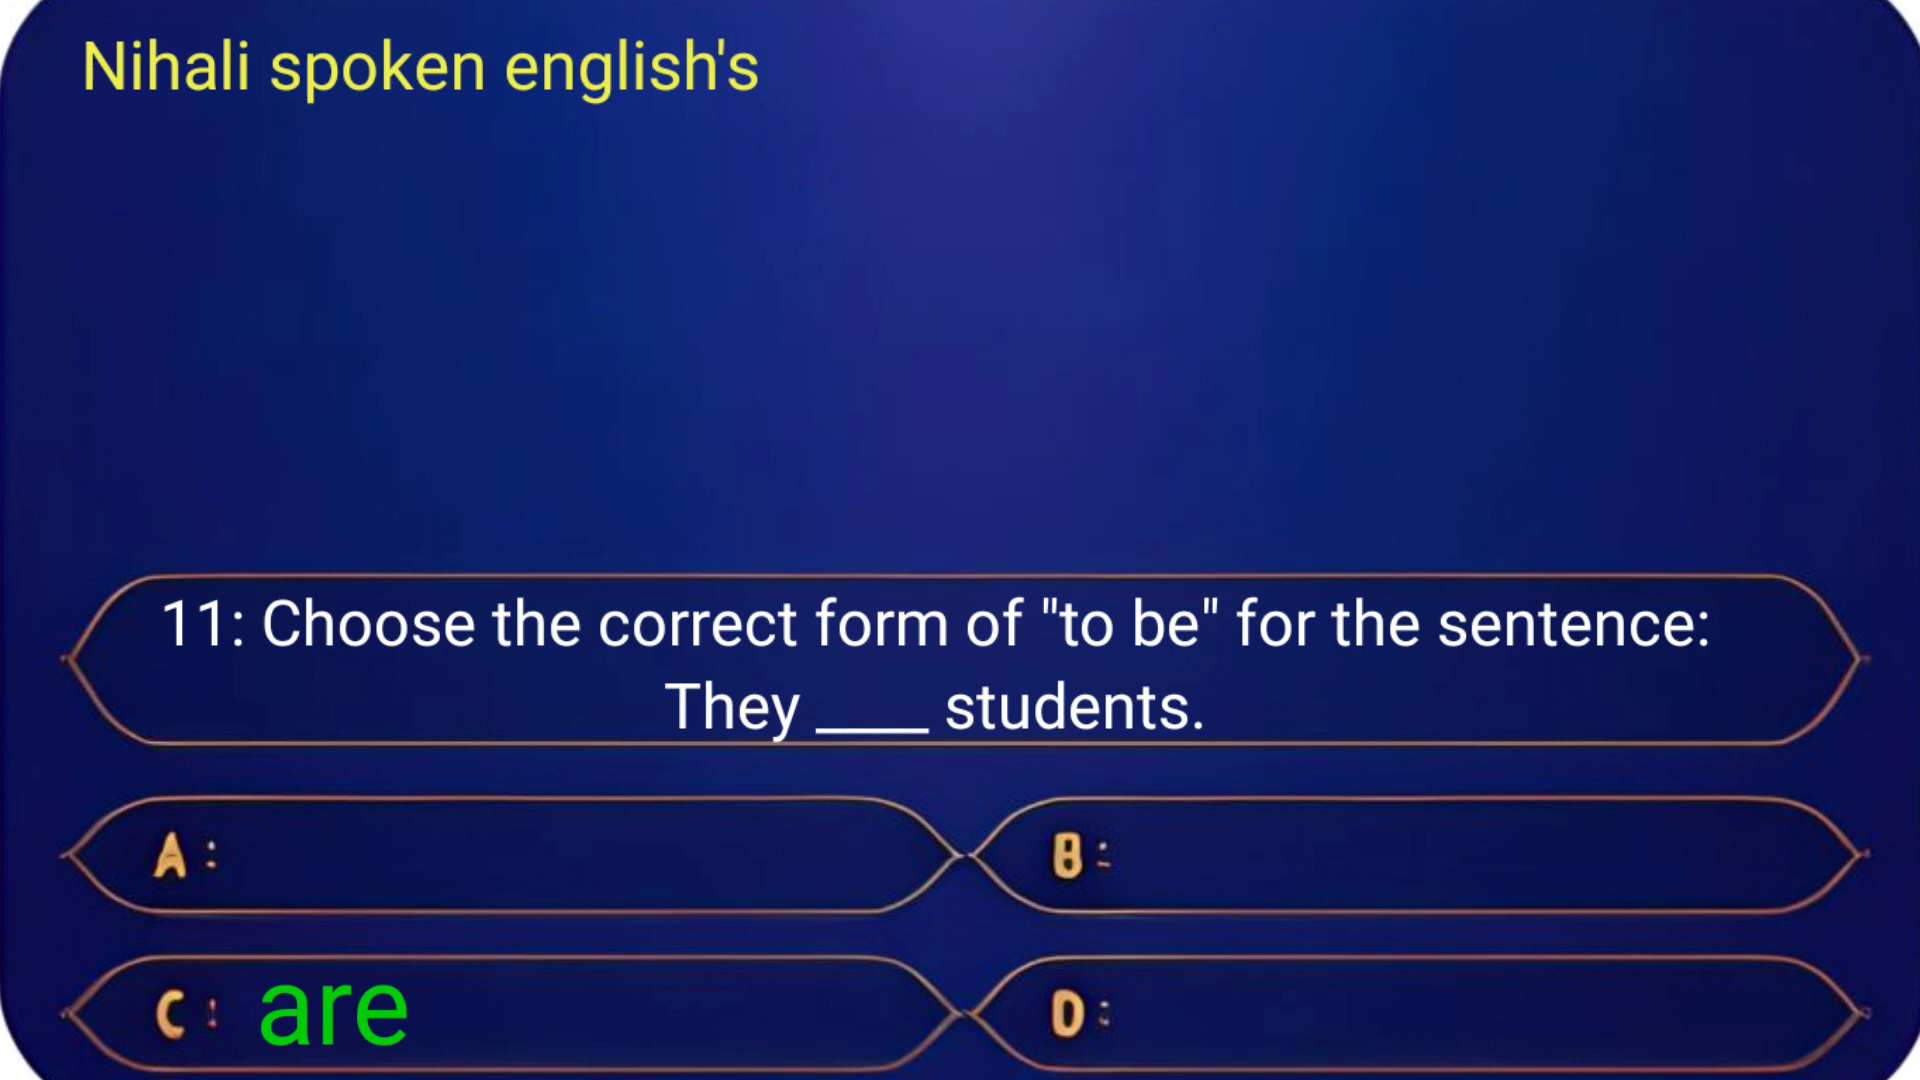 Nihali spoken english's
11: Choose the correct form of "to be" for the sentence:
They ____ students.
A :
B :
C : are
D :